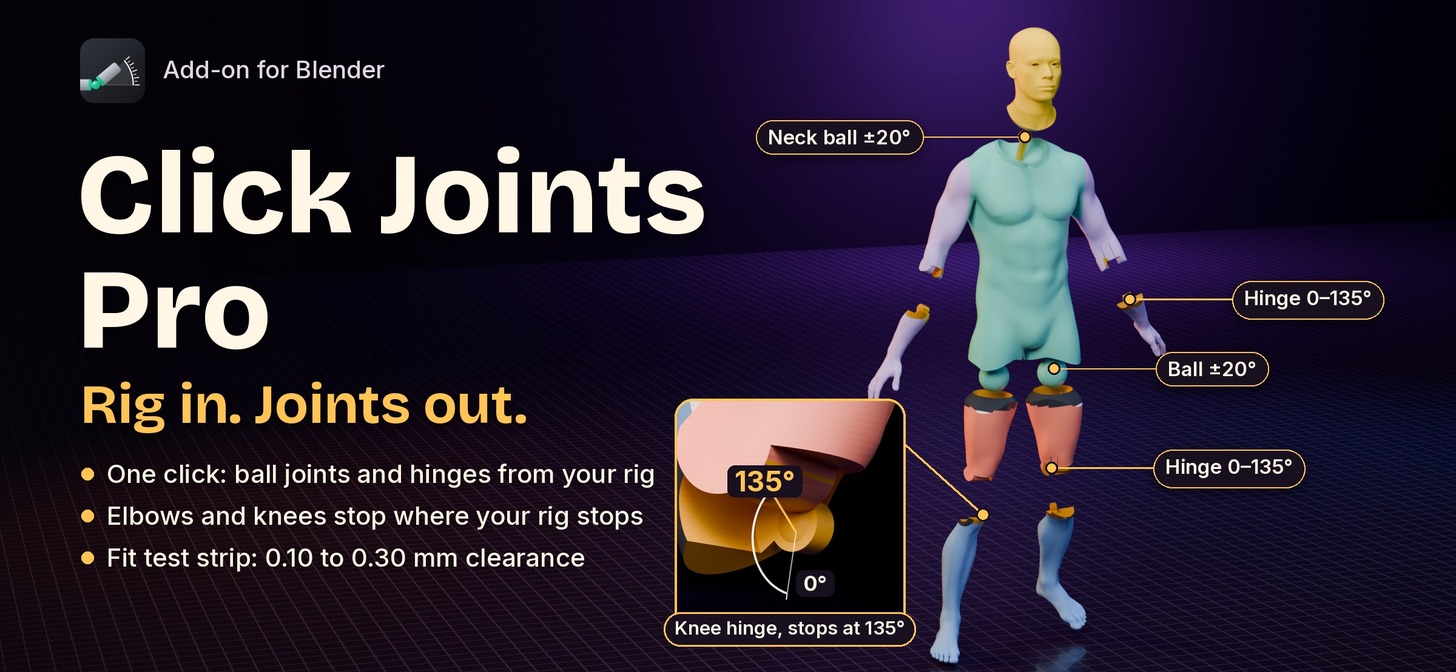 Add-on for Blender
Click Joints
Pro
Rig in. Joints out.
One click: ball joints and hinges from your rig
Elbows and knees stop where your rig stops
Fit test strip: 0.10 to 0.30 mm clearance
Neck ball ±20°
Hinge 0–135°
Ball ±20°
Hinge 0–135°
135°
0°
Knee hinge, stops at 135°